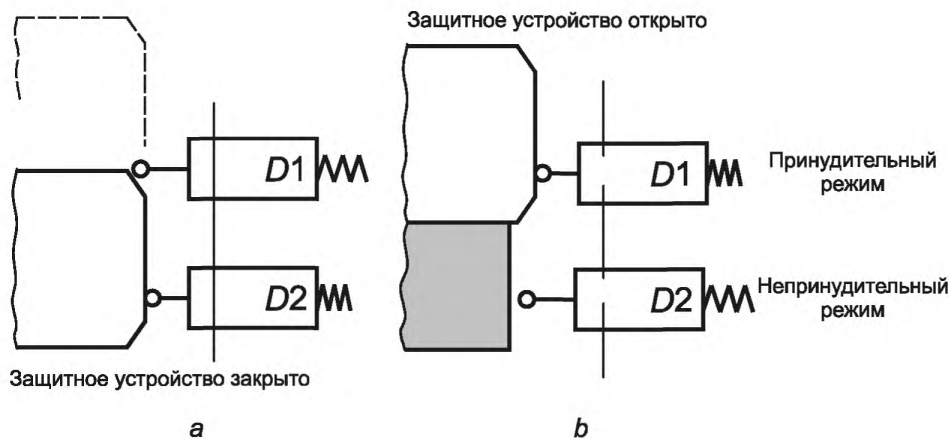 Защитное устройство открыто
D1
D2
Защитное устройство закрыто
a
D1
Принудительный
режим
D2
Непринудительный
режим
b